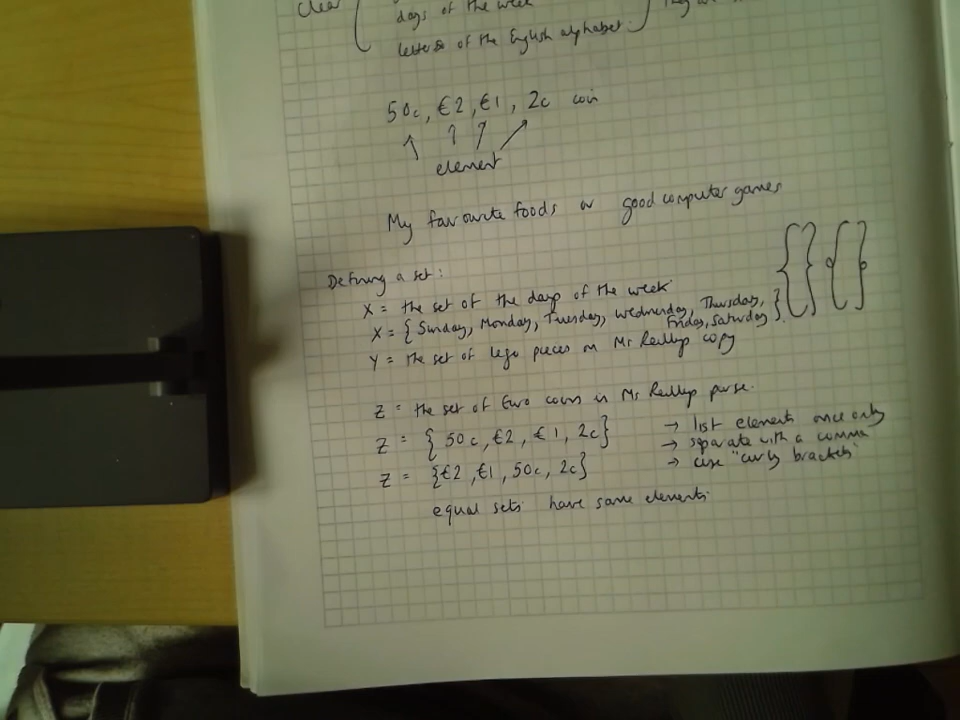 clear
days of the week
letters of the English alphabet
50c, €2, €1, 2c coin
element
My favourite foods or good computer games
Defining a set:
X = the set of the days of the week
X = {Sunday, Monday, Tuesday, Wednesday, Thursday,
Friday, Saturday}
{ } { }
Y = the set of lego pieces on Mr Reillys copy
Z = the set of Euro coins in Mr Reillys purse.
Z = {50c, €2, €1, 2c}
→ list elements once only
→ separate with a comma
Z = {€2, €1, 50c, 2c}
→ use "curly brackets"
equal sets have same elements.